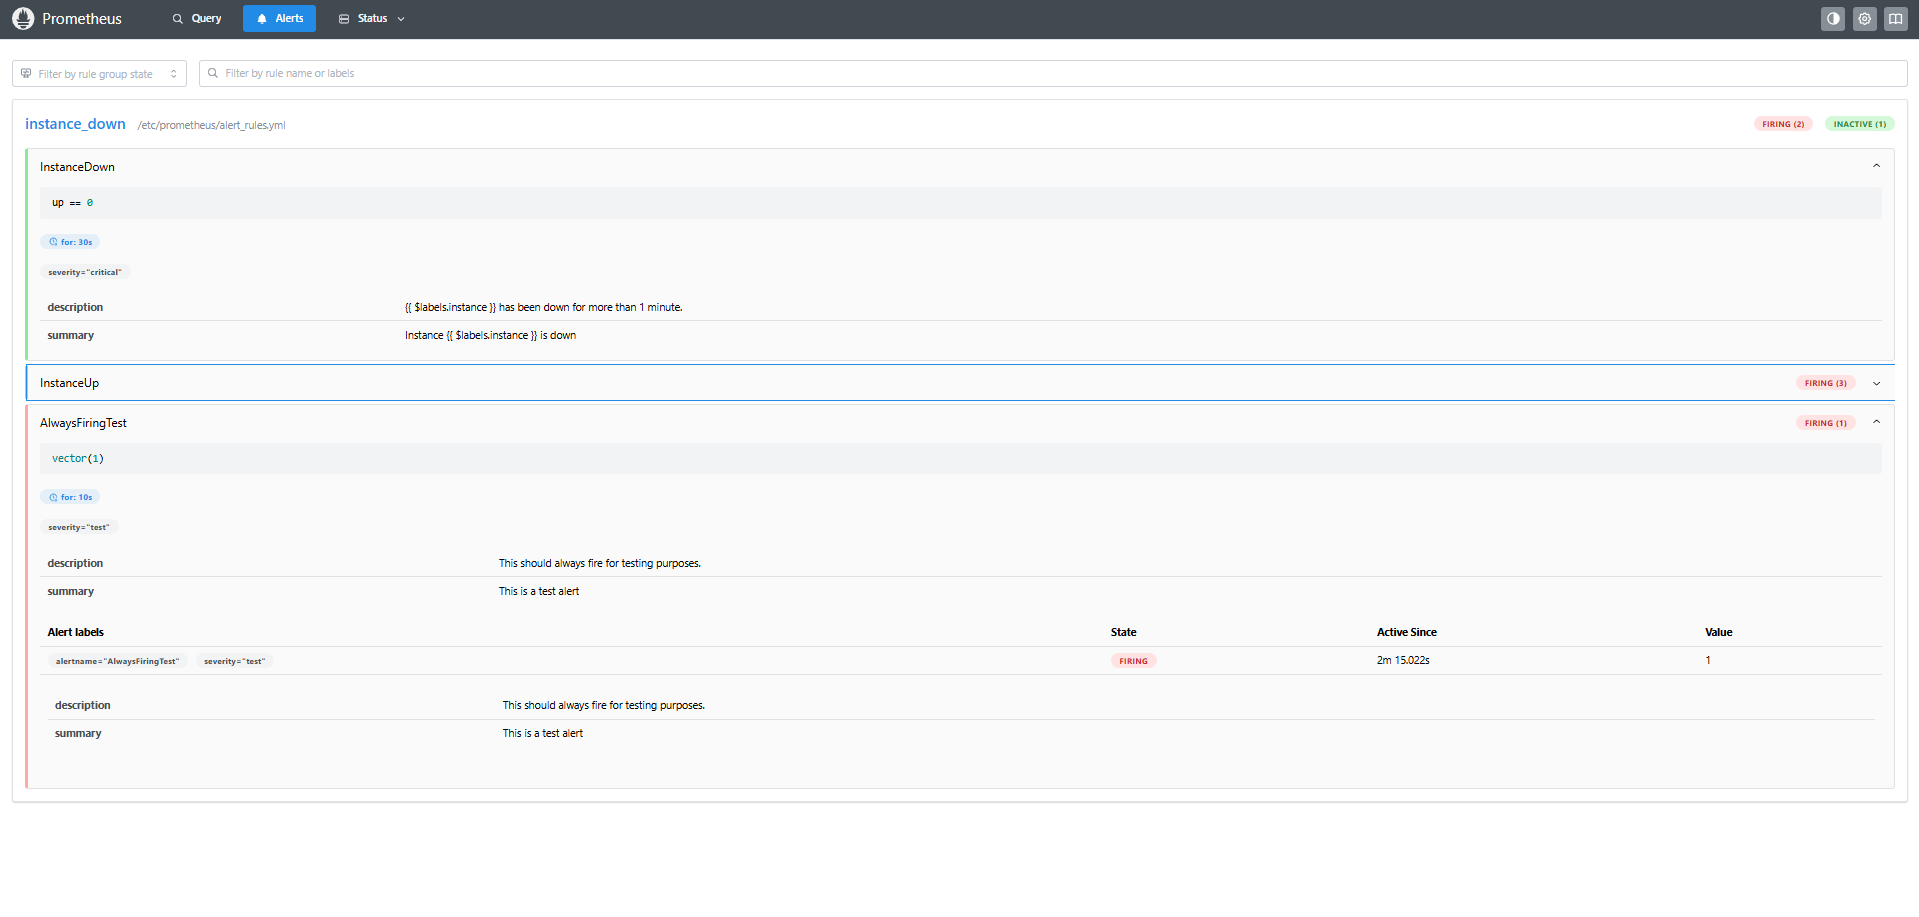 Prometheus
Query
Alerts
Status
Filter by rule group state
Filter by rule name or labels
instance_down /etc/prometheus/alert_rules.yml FIRING (2) INACTIVE (1)
InstanceDown
up == 0
for: 30s
severity="critical"
description {{ $labels.instance }} has been down for more than 1 minute.
summary Instance {{ $labels.instance }} is down
InstanceUp FIRING (3)
AlwaysFiringTest FIRING (1)
vector(1)
for: 10s
severity="test"
description This should always fire for testing purposes.
summary This is a test alert
Alert labels State Active Since Value
alertname="AlwaysFiringTest" severity="test" FIRING 2m 15.022s 1
description This should always fire for testing purposes.
summary This is a test alert